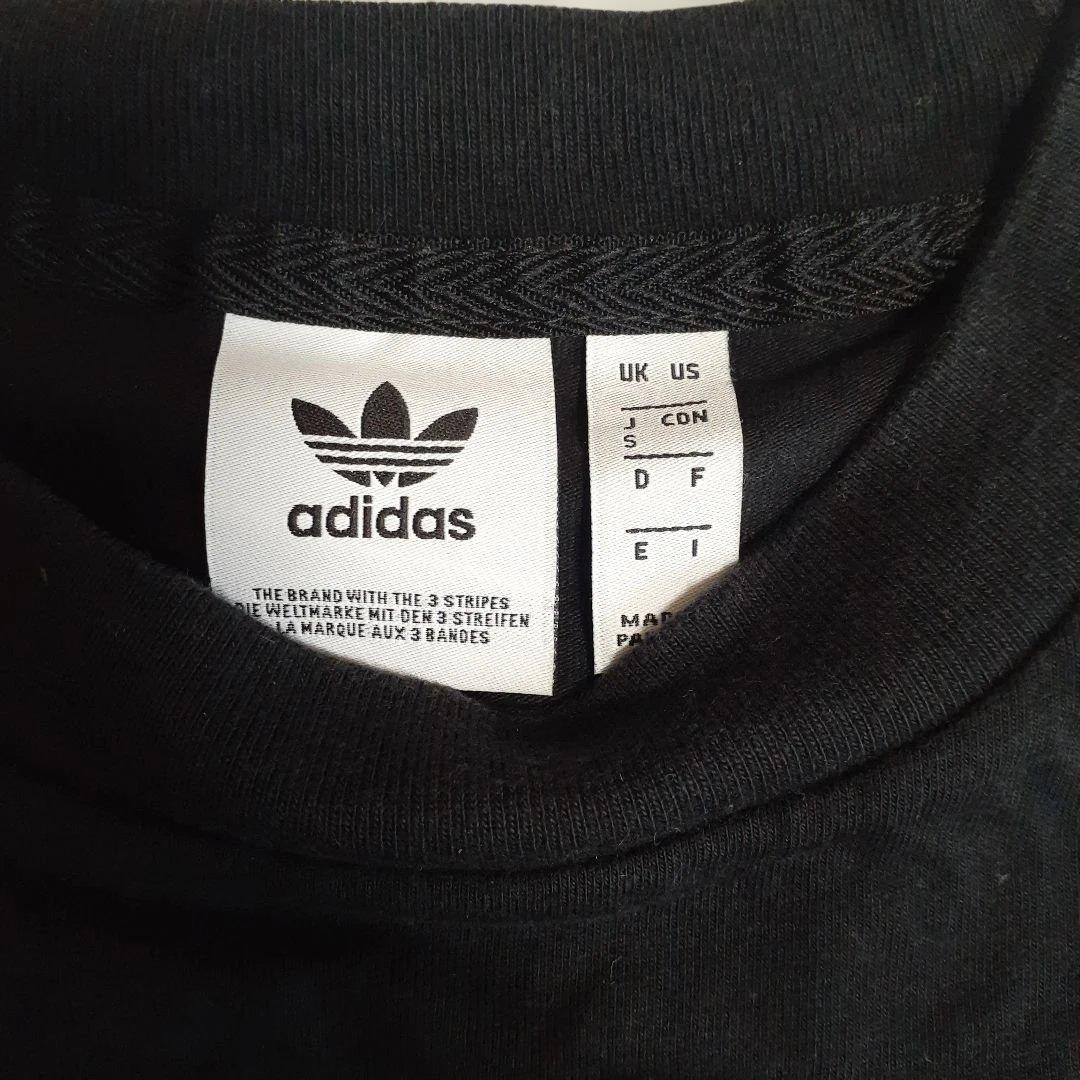 adidas
THE BRAND WITH THE 3 STRIPES
DIE WELTMARKE MIT DEN 3 STREIFEN
LA MARQUE AUX 3 BANDES
UK US
J CDN
S
D F
E I